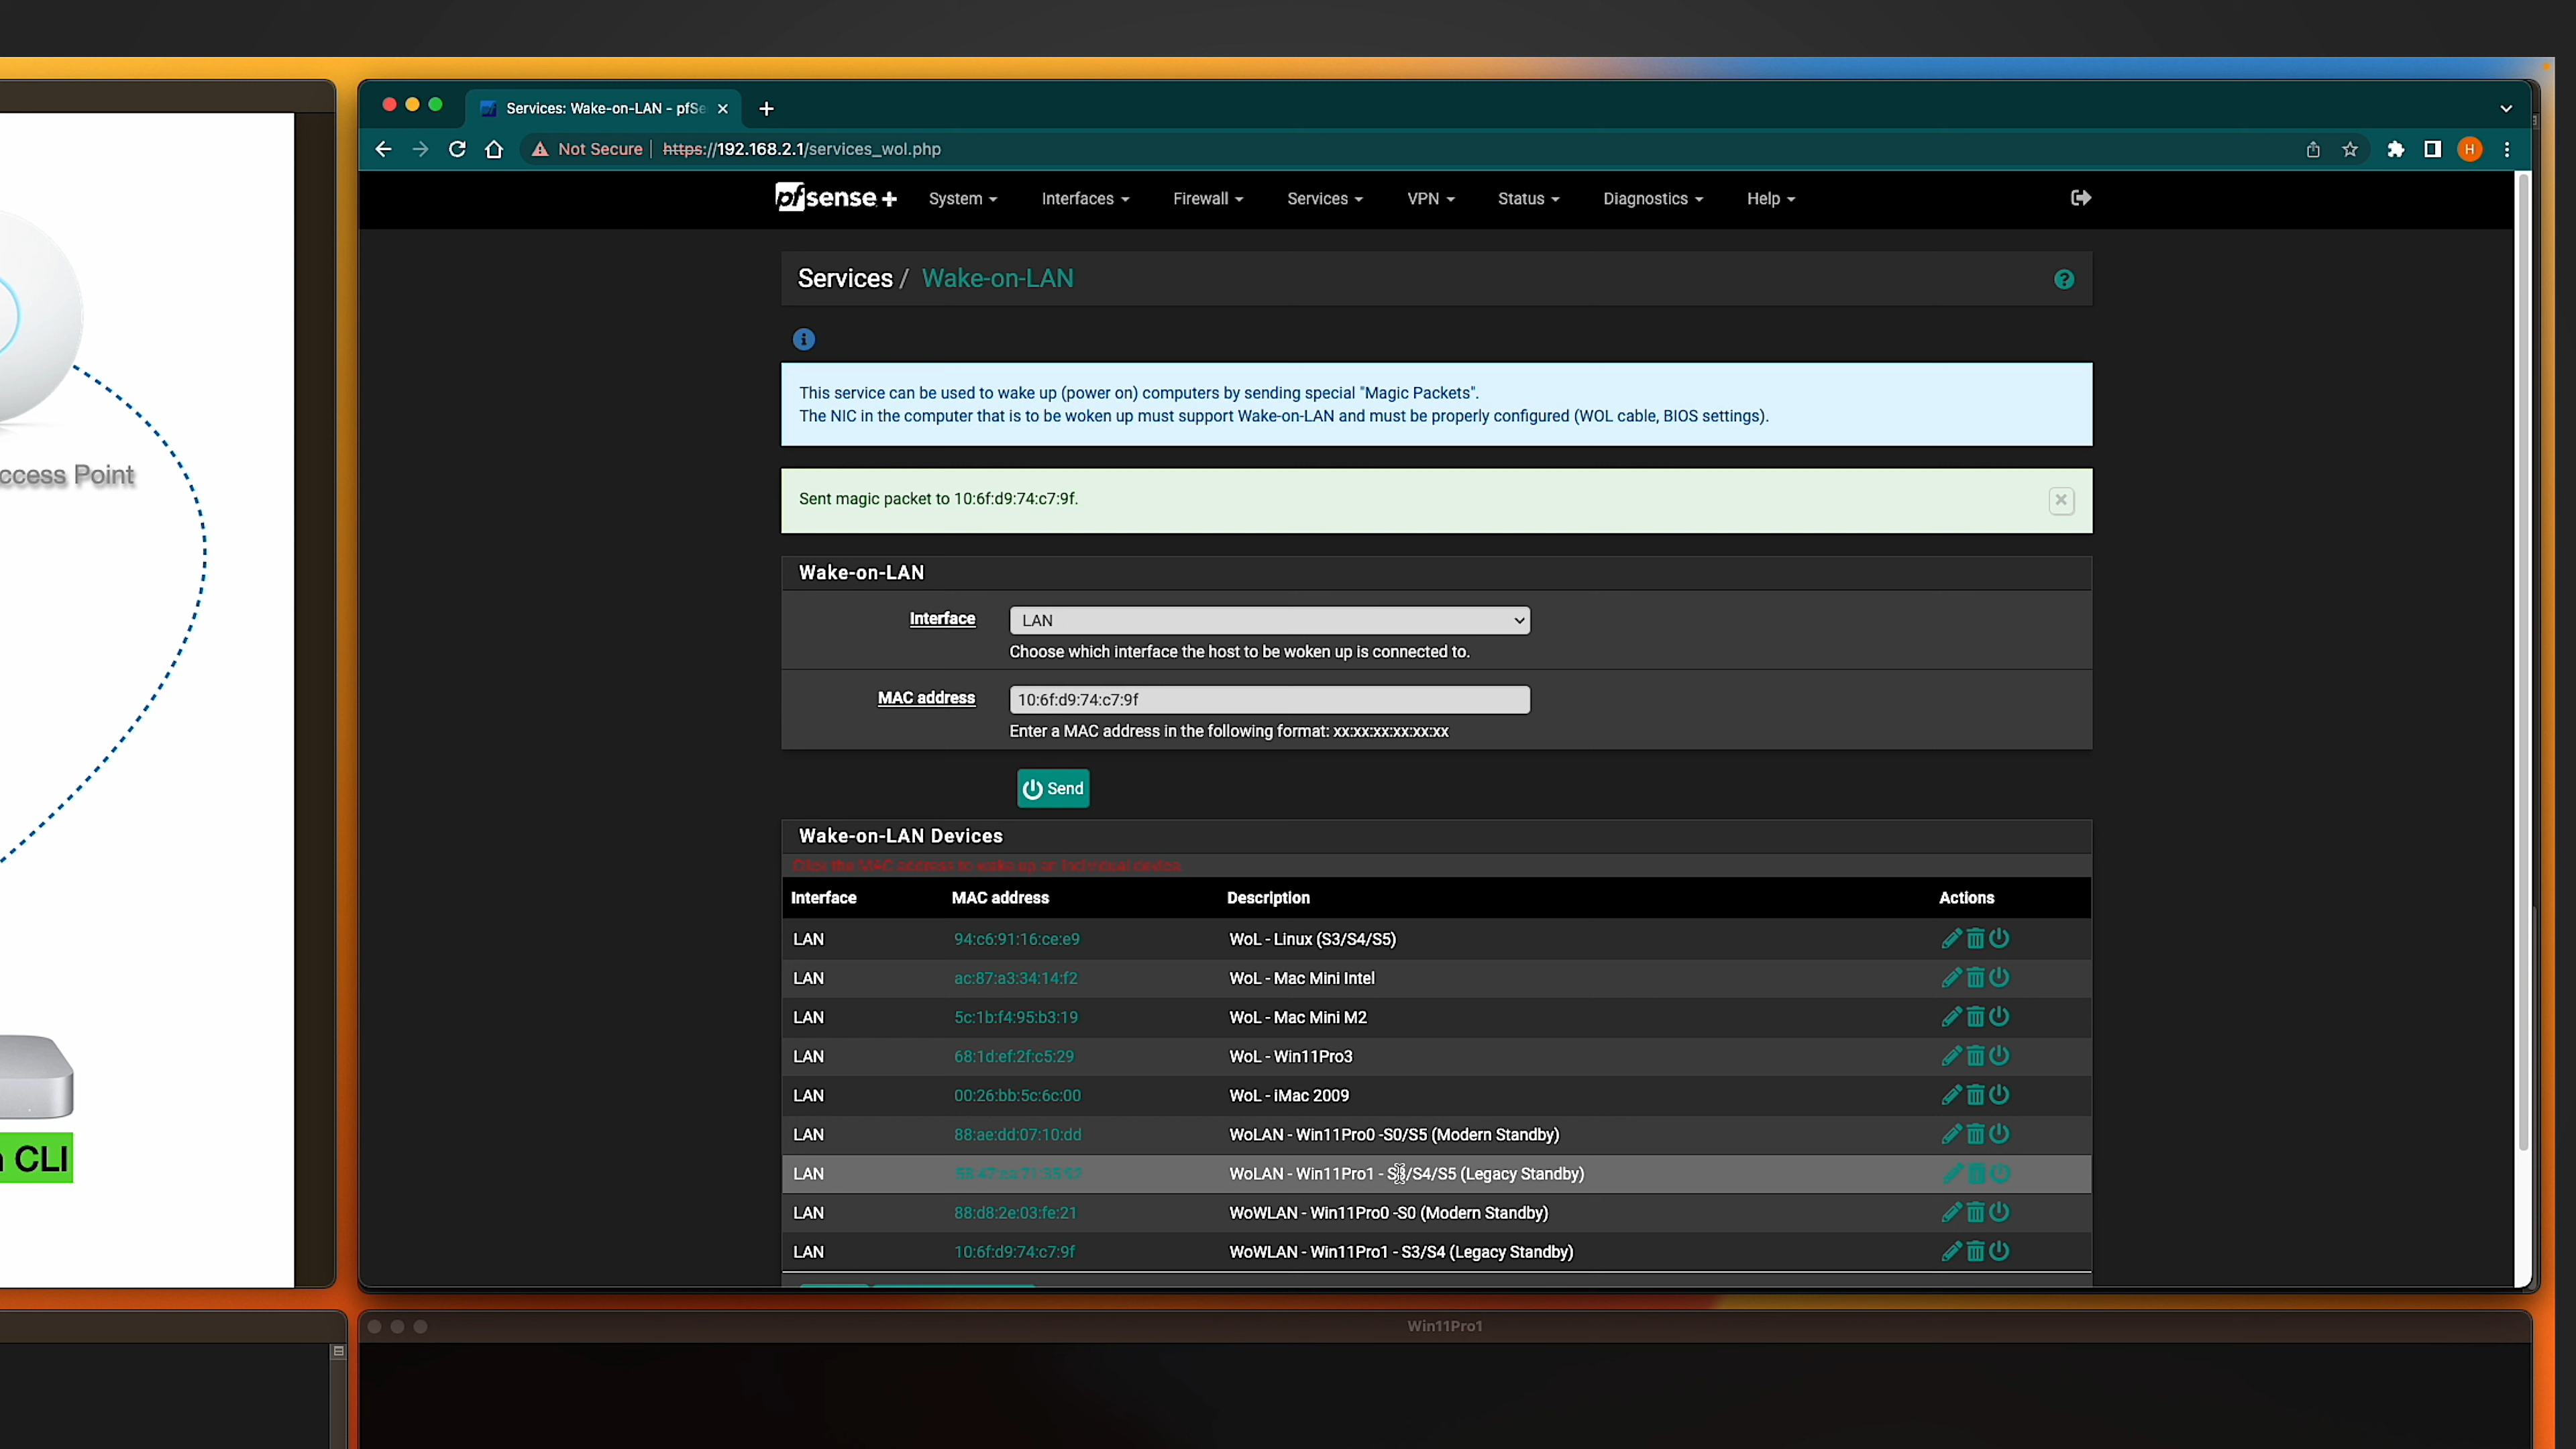 Services: Wake-on-LAN - pfSe
Not Secure https://192.168.2.1/services_wol.php
H
pfsense+ System Interfaces Firewall Services VPN Status Diagnostics Help
Services / Wake-on-LAN
This service can be used to wake up (power on) computers by sending special "Magic Packets".
The NIC in the computer that is to be woken up must support Wake-on-LAN and must be properly configured (WOL cable, BIOS settings).
Sent magic packet to 10:6f:d9:74:c7:9f.
Wake-on-LAN
Interface LAN
Choose which interface the host to be woken up is connected to.
MAC address 10:6f:d9:74:c7:9f
Enter a MAC address in the following format: xx:xx:xx:xx:xx:xx
Send
Wake-on-LAN Devices
Click the MAC address to wake up an individual device.
Interface MAC address Description Actions
LAN 94:c6:91:16:ce:e9 WoL - Linux (S3/S4/S5)
LAN ac:87:a3:34:14:f2 WoL - Mac Mini Intel
LAN 5c:1b:f4:95:b3:19 WoL - Mac Mini M2
LAN 68:1d:ef:2f:c5:29 WoL - Win11Pro3
LAN 00:26:bb:5c:6c:00 WoL - iMac 2009
LAN 88:ae:dd:07:10:dd WoLAN - Win11Pro0 -S0/S5 (Modern Standby)
LAN WoLAN - Win11Pro1 - S3/S4/S5 (Legacy Standby)
LAN 88:d8:2e:03:fe:21 WoWLAN - Win11Pro0 -S0 (Modern Standby)
LAN 10:6f:d9:74:c7:9f WoWLAN - Win11Pro1 - S3/S4 (Legacy Standby)
Win11Pro1
ccess Point
CLI